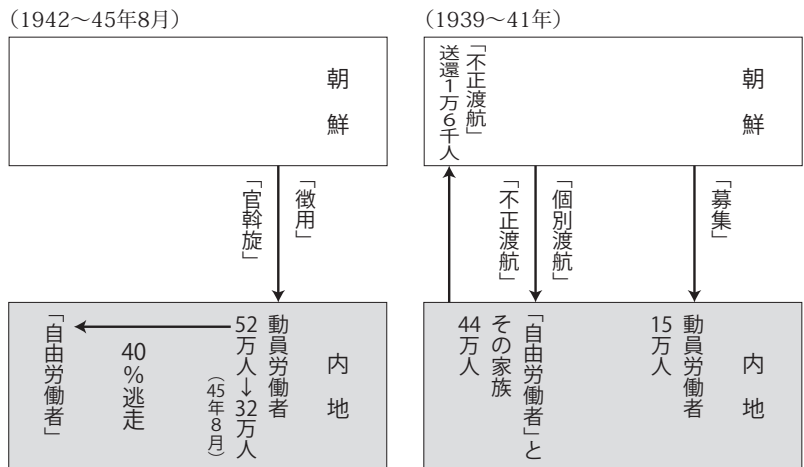 （1939〜41年）
朝鮮
「不正渡航」
送還1万6千人
「募集」
「個別渡航」
「不正渡航」
内地
動員労働者
15万人
「自由労働者」と
その家族
44万人
（1942〜45年8月）
朝鮮
「徴用」
「官斡旋」
内地
動員労働者
52万人→32万人
（45年8月）
40％逃走
「自由労働者」